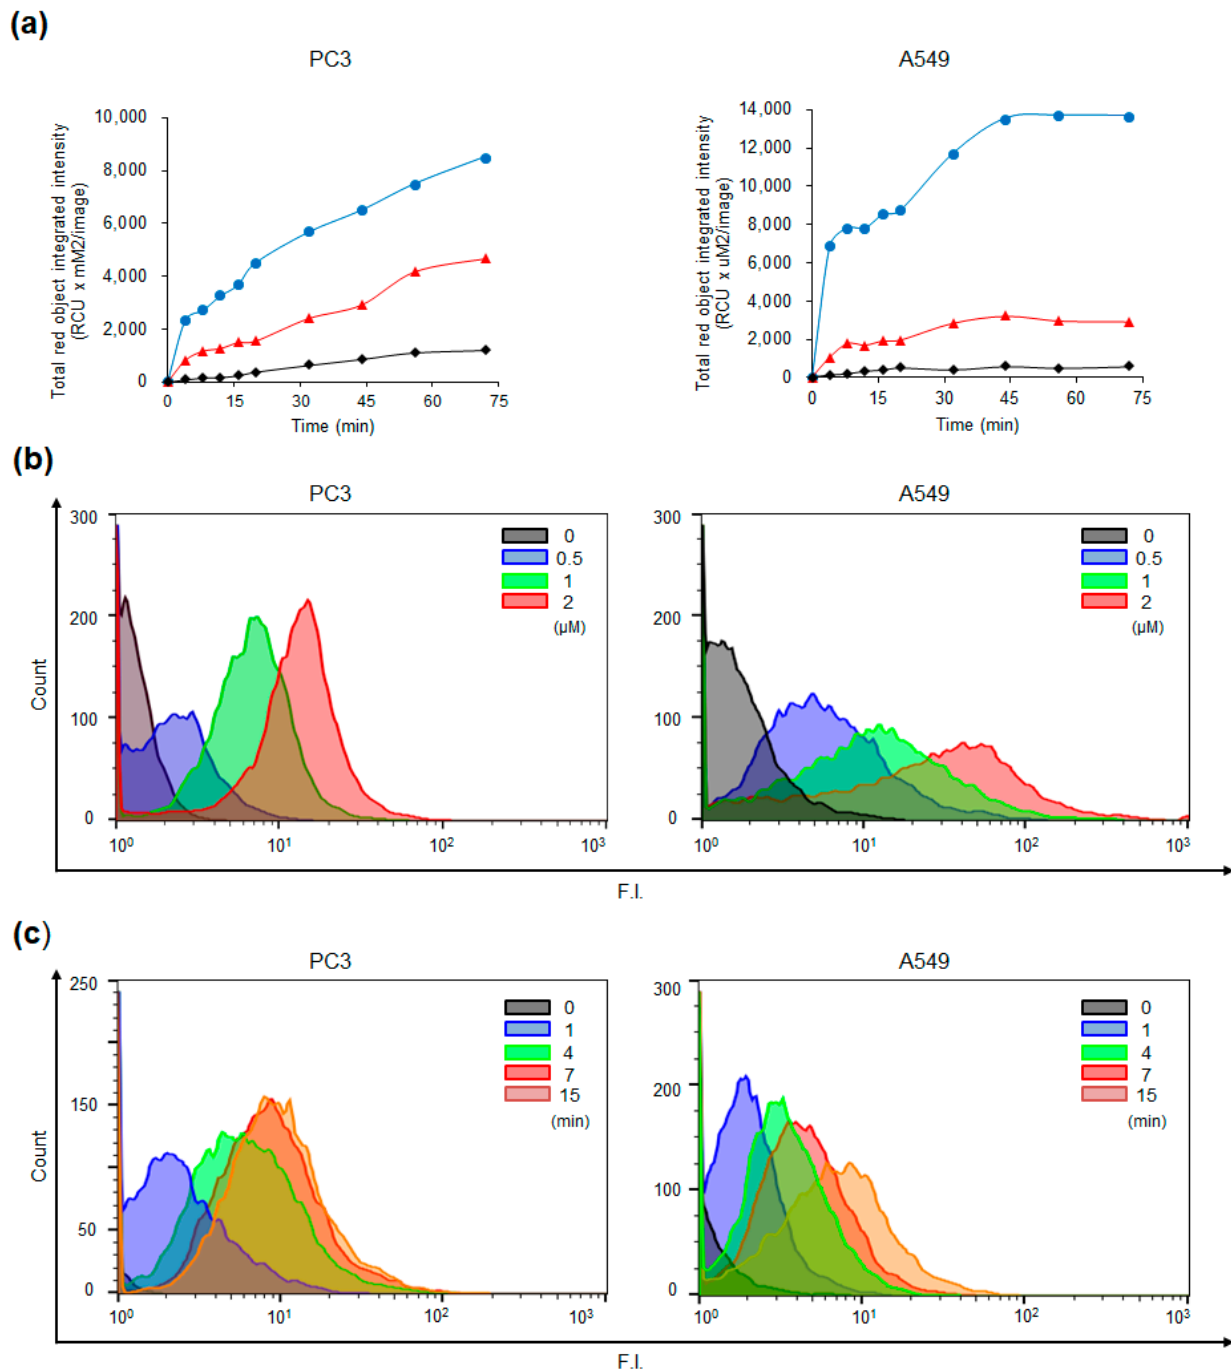 (a)
PC3
A549
Total red object integrated intensity
(RCU x mM2/image)
10,000
8,000
6,000
4,000
2,000
0
0 15 30 45 60 75
Time (min)
Total red object integrated intensity
(RCU x uM2/image)
14,000
12,000
10,000
8,000
6,000
4,000
2,000
0
0 15 30 45 60 75
Time (min)
(b)
PC3
A549
Count
300
200
100
0
0
0.5
1
2
(µM)
10⁰ 10¹ 10² 10³
300
200
100
0
0
0.5
1
2
(µM)
10⁰ 10¹ 10² 10³
F.I.
(c)
PC3
A549
Count
250
150
50
0
0
1
4
7
15
(min)
10⁰ 10¹ 10² 10³
300
200
100
0
0
1
4
7
15
(min)
10⁰ 10¹ 10² 10³
F.I.